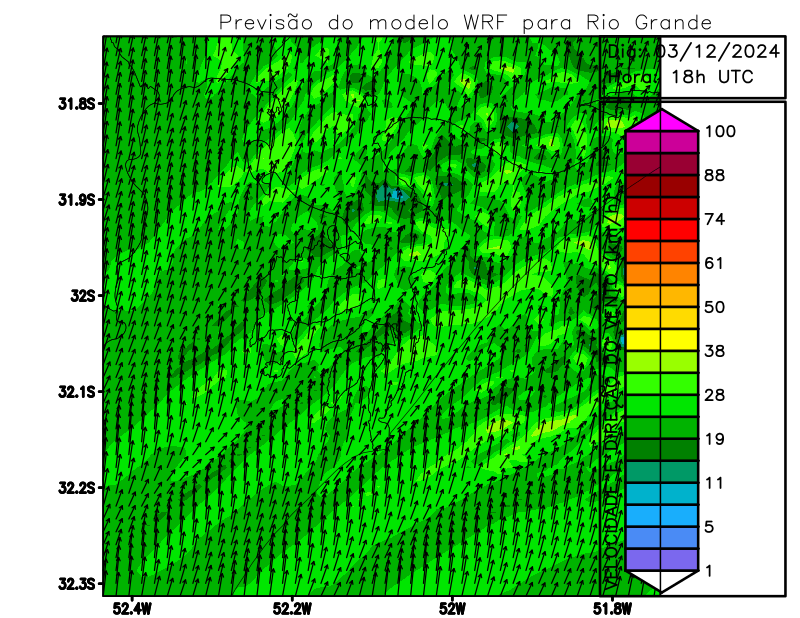 Previsão do modelo WRF para Rio Grande
Dia: 03/12/2024
Hora: 18h UTC
31.8S
31.9S
32S
32.1S
32.2S
32.3S
52.4W
52.2W
52W
51.8W
VELOCIDADE E DIREÇÃO DO VENTO (km/h)
100
88
74
61
50
38
28
19
11
5
1